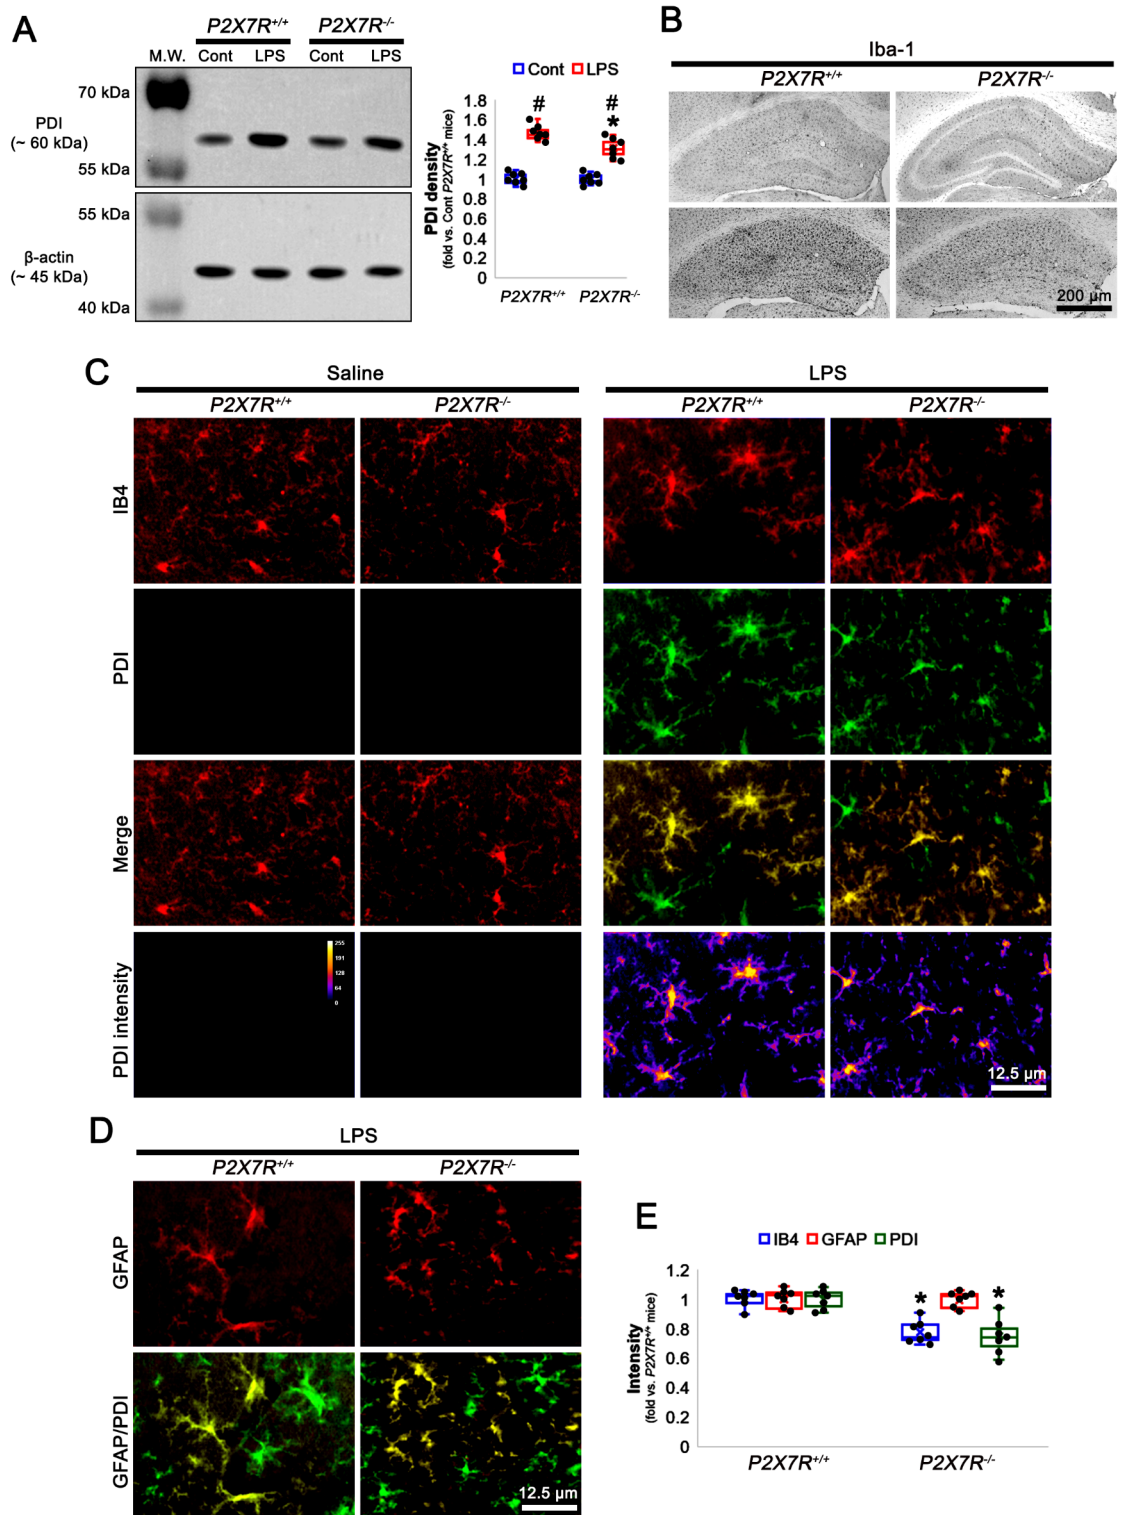 A
P2X7R+/+ P2X7R-/-
M.W. Cont LPS Cont LPS
70 kDa
PDI
(~ 60 kDa)
55 kDa
55 kDa
β-actin
(~ 45 kDa)
40 kDa
Cont LPS
PDI density
(fold vs. Cont P2X7R+/+ mice)
1.8
1.6
1.4
1.2
1
0.8
0.6
0.4
0.2
0
# #
*
P2X7R+/+ P2X7R-/-
B
Iba-1
P2X7R+/+ P2X7R-/-
200 μm
C
Saline LPS
P2X7R+/+ P2X7R-/- P2X7R+/+ P2X7R-/-
IB4
PDI
Merge
PDI intensity
255
191
128
64
0
12.5 μm
D
LPS
P2X7R+/+ P2X7R-/-
GFAP
GFAP/PDI
12.5 μm
E
IB4 GFAP PDI
Intensity
(fold vs. P2X7R+/+ mice)
1.2
1
0.8
0.6
0.4
0.2
0
* *
P2X7R+/+ P2X7R-/-